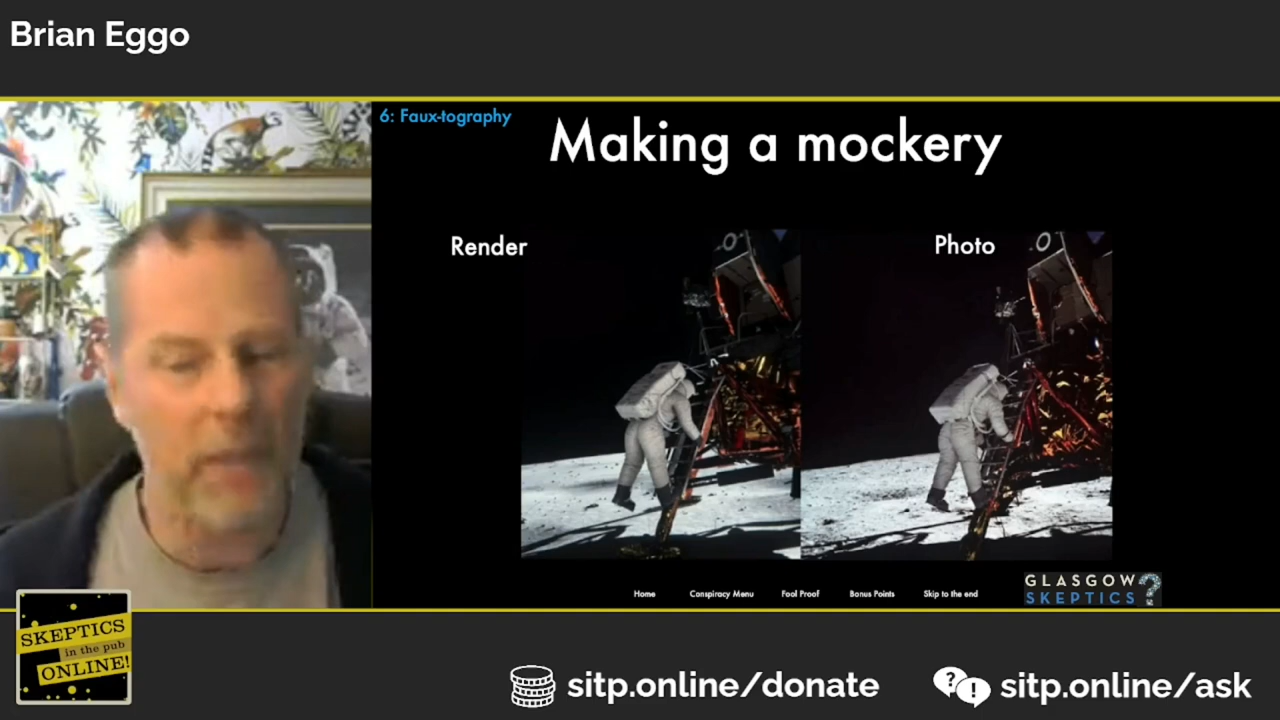 Brian Eggo
6: Faux-tography
Making a mockery
Render
Photo
Home
Conspiracy Menu
Fool Proof
Bonus Points
Skip to the end
GLASGOW
SKEPTICS
?
SKEPTICS
in the pub
ONLINE!
sitp.online/donate
? !
sitp.online/ask